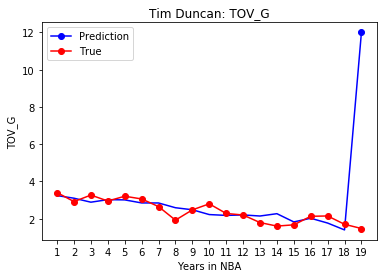 Tim Duncan: TOV_G
Prediction
True
12
10
8
6
4
2
TOV_G
1 2 3 4 5 6 7 8 9 10 11 12 13 14 15 16 17 18 19
Years in NBA